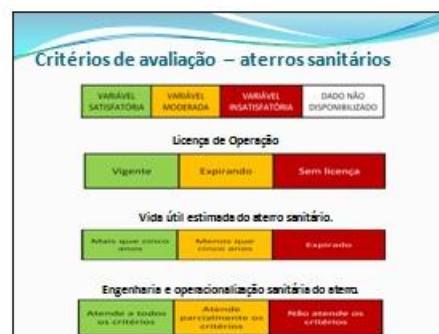 Critérios de avaliação – aterros sanitários
VARIÁVEL SATISFATÓRIA
VARIÁVEL MODERADA
VARIÁVEL INSATISFATÓRIA
DADO NÃO DISPONIBILIZADO
Licença de Operação
Vigente
Expirando
Sem licença
Vida útil estimada do aterro sanitário.
Mais que cinco anos
Menos que cinco anos
Expirado
Engenharia e operacionalização sanitária do aterro.
Atende a todos os critérios
Atende parcialmente os critérios
Não atende os critérios